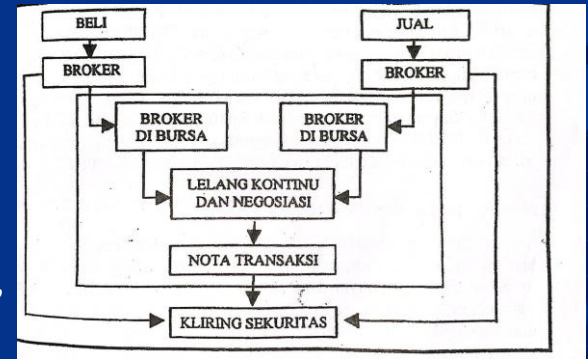 BELI
JUAL
BROKER
BROKER
BROKER
DI BURSA
BROKER
DI BURSA
LELANG KONTINU
DAN NEGOSIASI
NOTA TRANSAKSI
KLIRING SEKURITAS